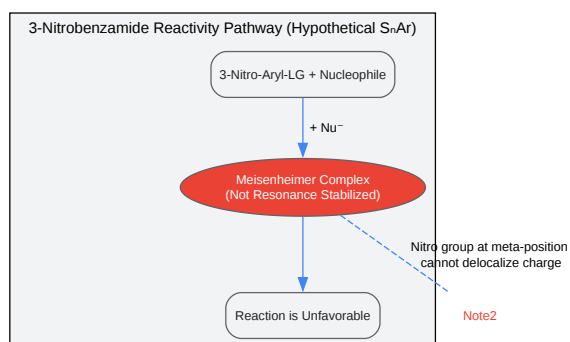 3-Nitrobenzamide Reactivity Pathway (Hypothetical SₙAr)
3-Nitro-Aryl-LG + Nucleophile
+ Nu⁻
Meisenheimer Complex
(Not Resonance Stabilized)
Nitro group at meta-position
cannot delocalize charge
Reaction is Unfavorable
Note2